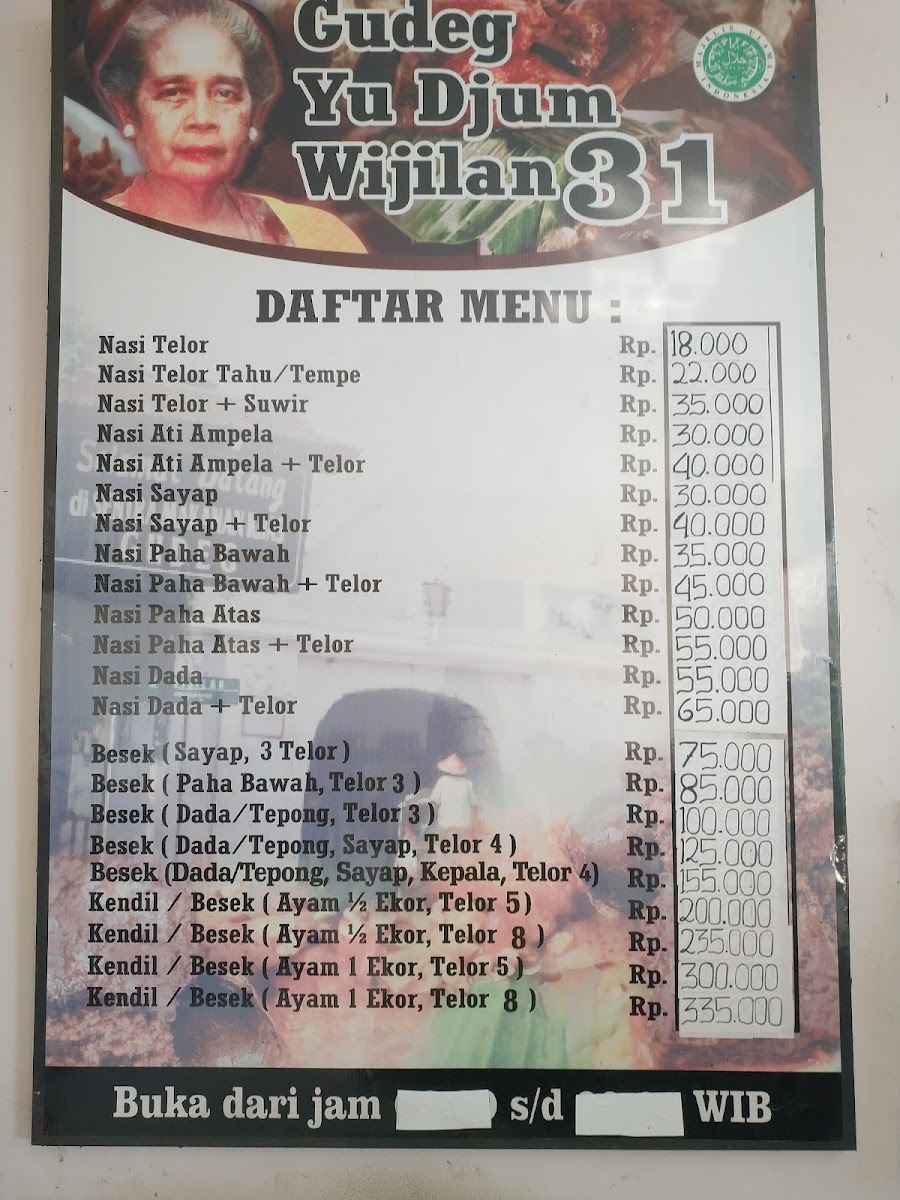 Gudeg
Yu Djum
Wijilan 31
MAJELIS ULAMA INDONESIA
حلال
DAFTAR MENU :
Nasi Telor Rp. 18.000
Nasi Telor Tahu/Tempe Rp. 22.000
Nasi Telor + Suwir Rp. 35.000
Nasi Ati Ampela Rp. 30.000
Nasi Ati Ampela + Telor Rp. 40.000
Nasi Sayap Rp. 30.000
Nasi Sayap + Telor Rp. 40.000
Nasi Paha Bawah Rp. 35.000
Nasi Paha Bawah + Telor Rp. 45.000
Nasi Paha Atas Rp. 50.000
Nasi Paha Atas + Telor Rp. 55.000
Nasi Dada Rp. 55.000
Nasi Dada + Telor Rp. 65.000
Besek ( Sayap, 3 Telor ) Rp. 75.000
Besek ( Paha Bawah, Telor 3 ) Rp. 85.000
Besek ( Dada/Tepong, Telor 3 ) Rp. 100.000
Besek ( Dada/Tepong, Sayap, Telor 4 ) Rp. 125.000
Besek (Dada/Tepong, Sayap, Kepala, Telor 4) Rp. 155.000
Kendil / Besek ( Ayam ½ Ekor, Telor 5 ) Rp. 200.000
Kendil / Besek ( Ayam ½ Ekor, Telor 8 ) Rp. 235.000
Kendil / Besek ( Ayam 1 Ekor, Telor 5 ) Rp. 300.000
Kendil / Besek ( Ayam 1 Ekor, Telor 8 ) Rp. 335.000
Selamat Datang
di
GUDEG
Buka dari jam s/d WIB